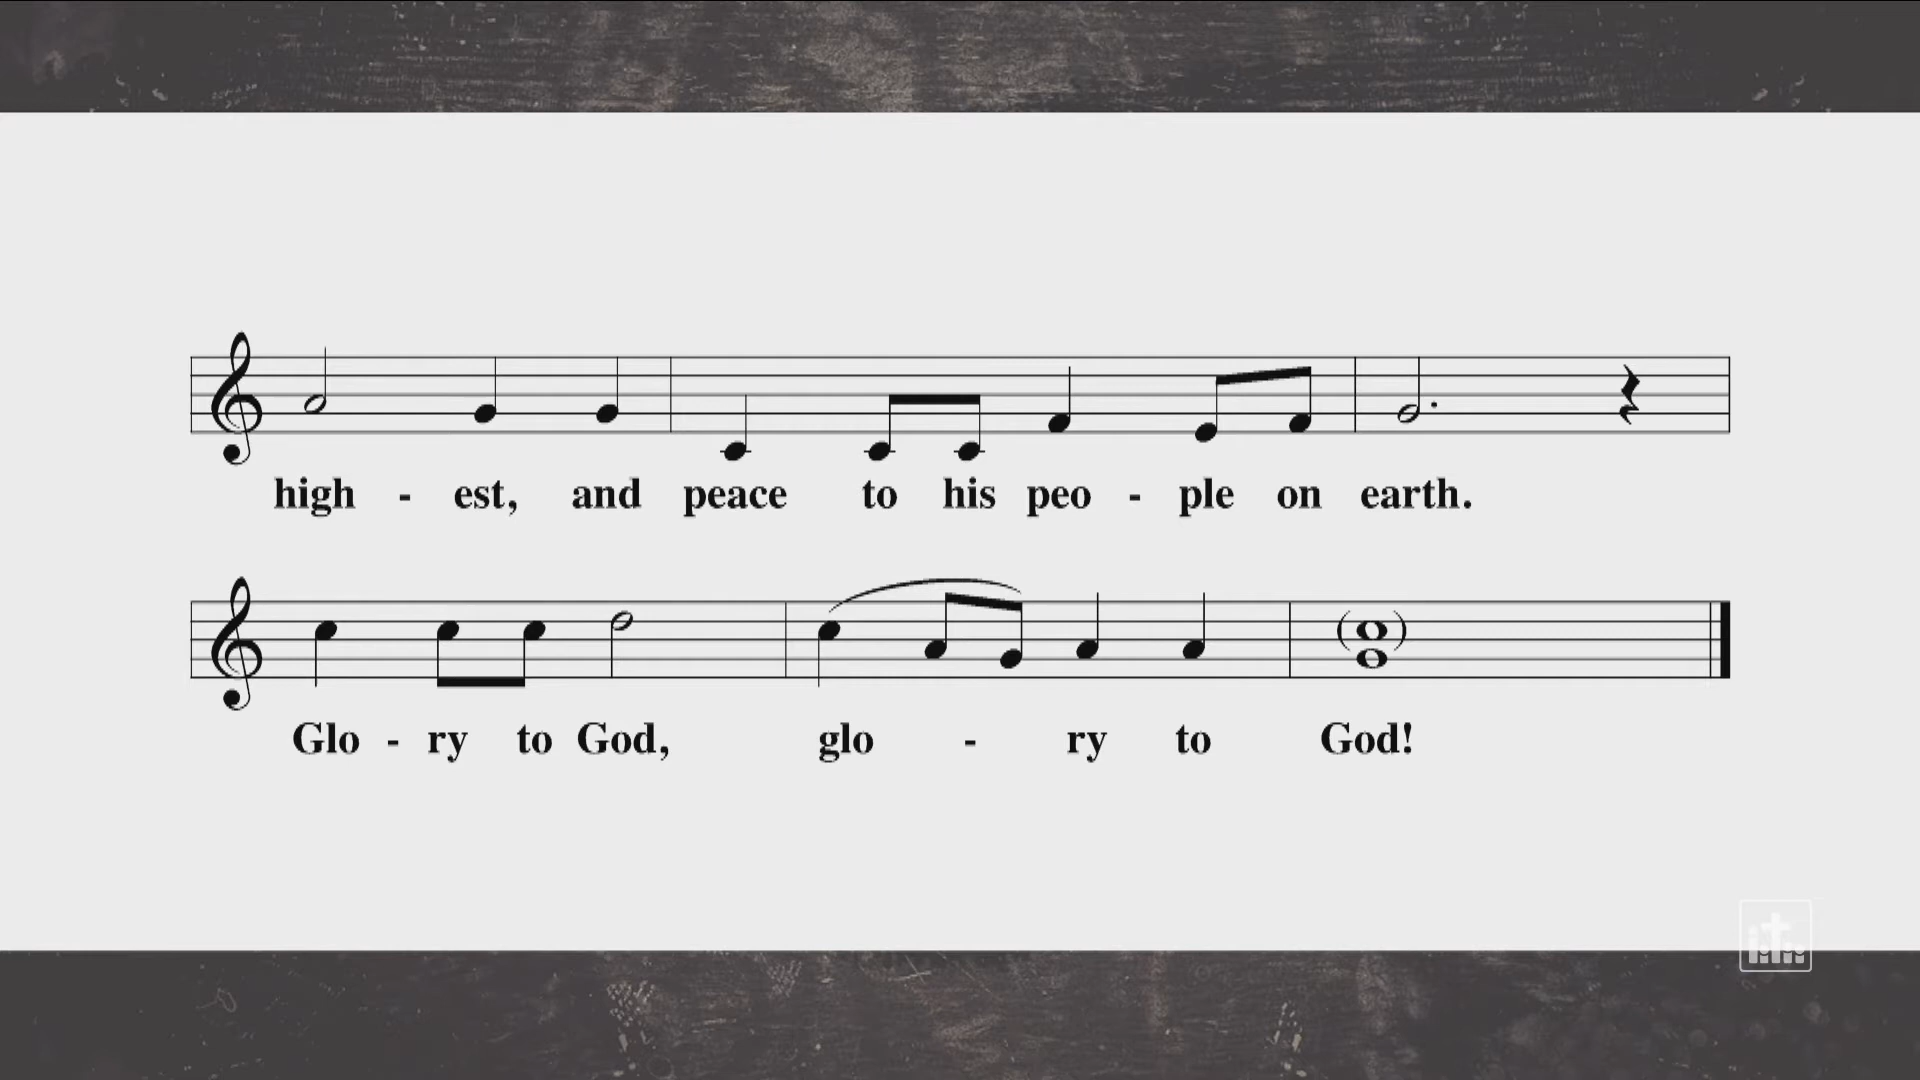 high - est, and peace to his peo - ple on earth.
Glo - ry to God, glo - ry to God!